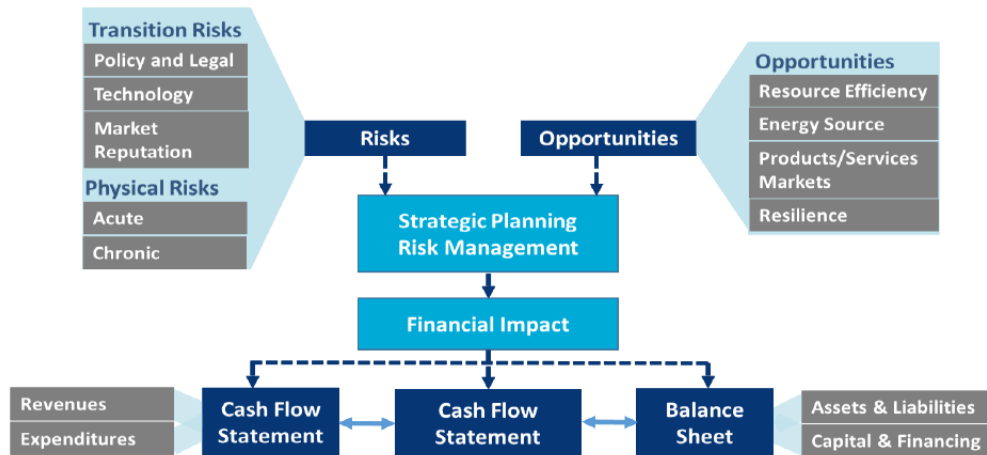 Transition Risks
Policy and Legal
Technology
Market
Reputation
Physical Risks
Acute
Chronic
Risks
Opportunities
Opportunities
Resource Efficiency
Energy Source
Products/Services
Markets
Resilience
Strategic Planning
Risk Management
Financial Impact
Revenues
Expenditures
Cash Flow
Statement
Cash Flow
Statement
Balance
Sheet
Assets & Liabilities
Capital & Financing